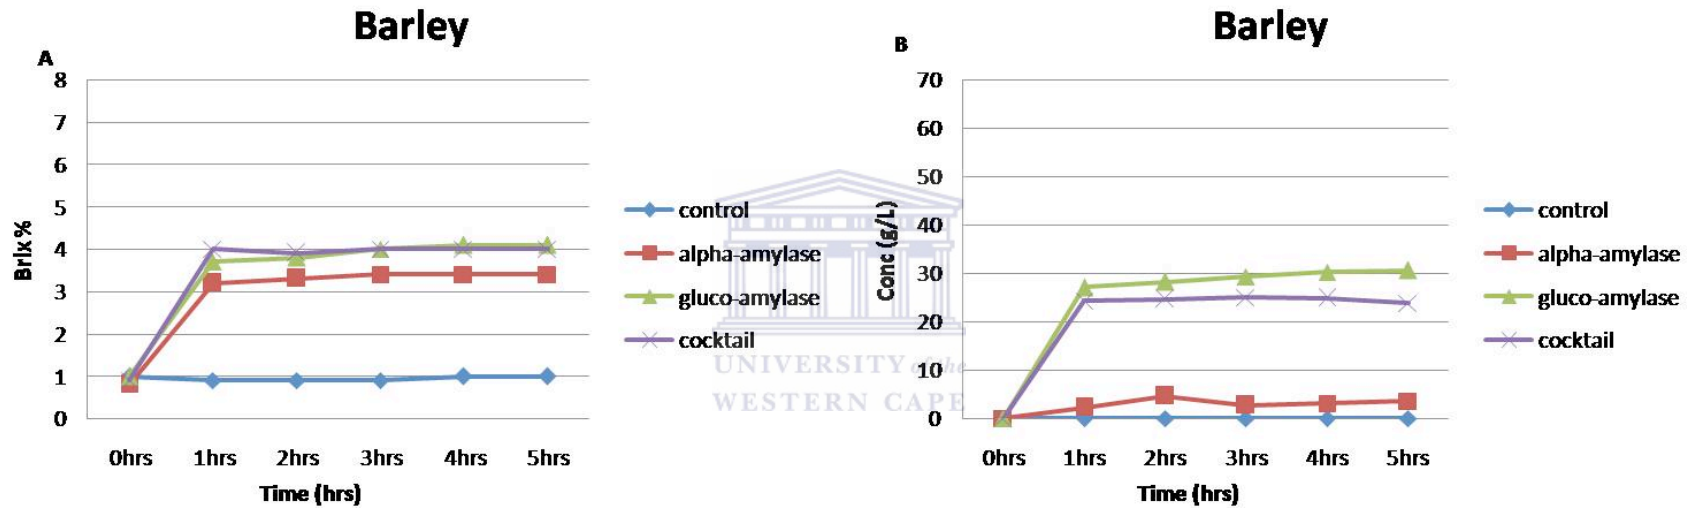 Barley
A
8
7
6
5
4
3
2
1
0
Brix %
0hrs 1hrs 2hrs 3hrs 4hrs 5hrs
Time (hrs)
control
alpha-amylase
gluco-amylase
cocktail
UNIVERSITY of the
WESTERN CAPE
Barley
B
70
60
50
40
30
20
10
0
Conc (g/L)
0hrs 1hrs 2hrs 3hrs 4hrs 5hrs
Time (hrs)
control
alpha-amylase
gluco-amylase
cocktail